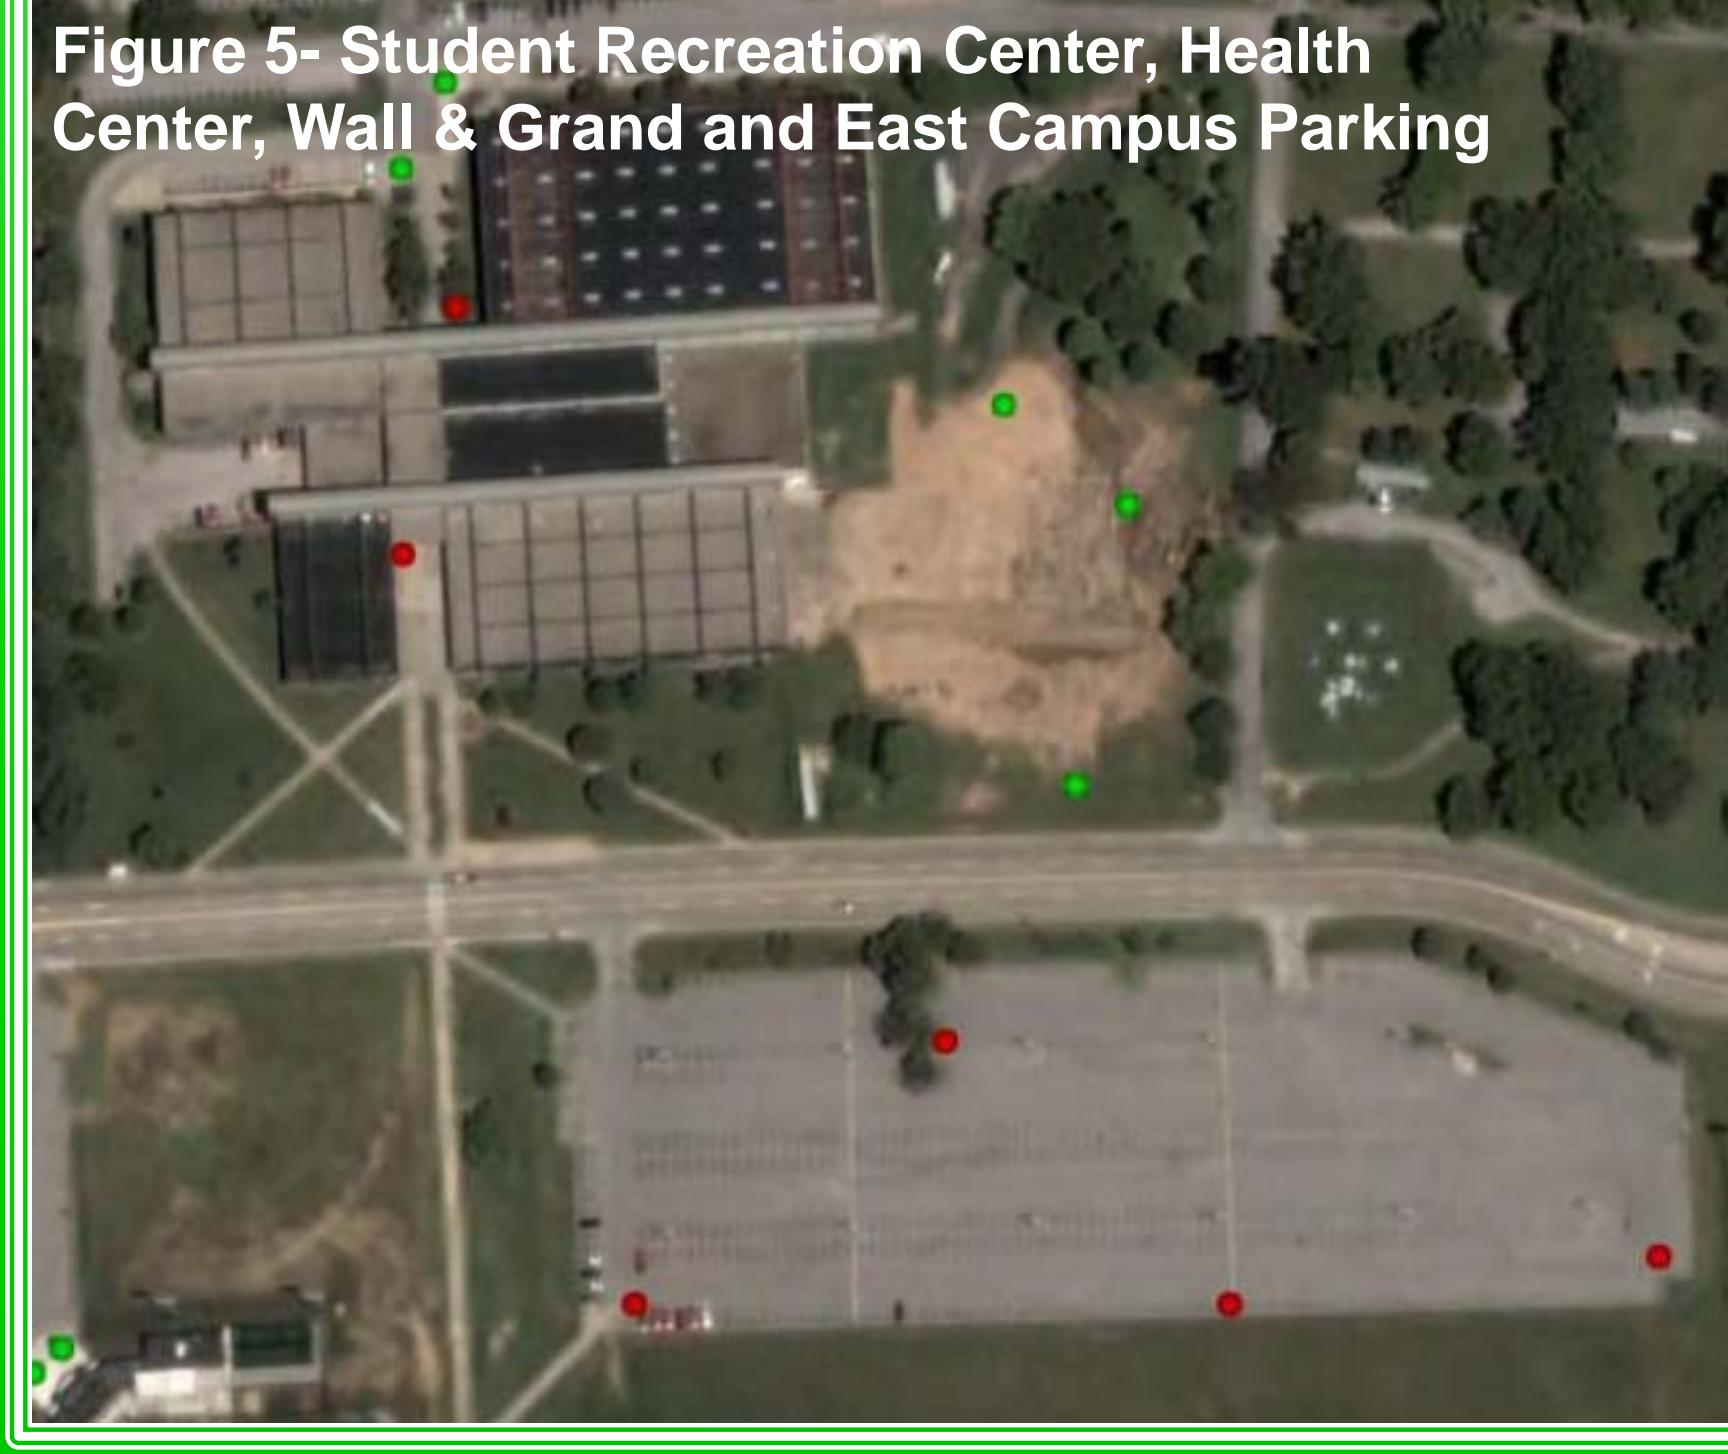 Figure 5- Student Recreation Center, Health
Center, Wall & Grand and East Campus Parking